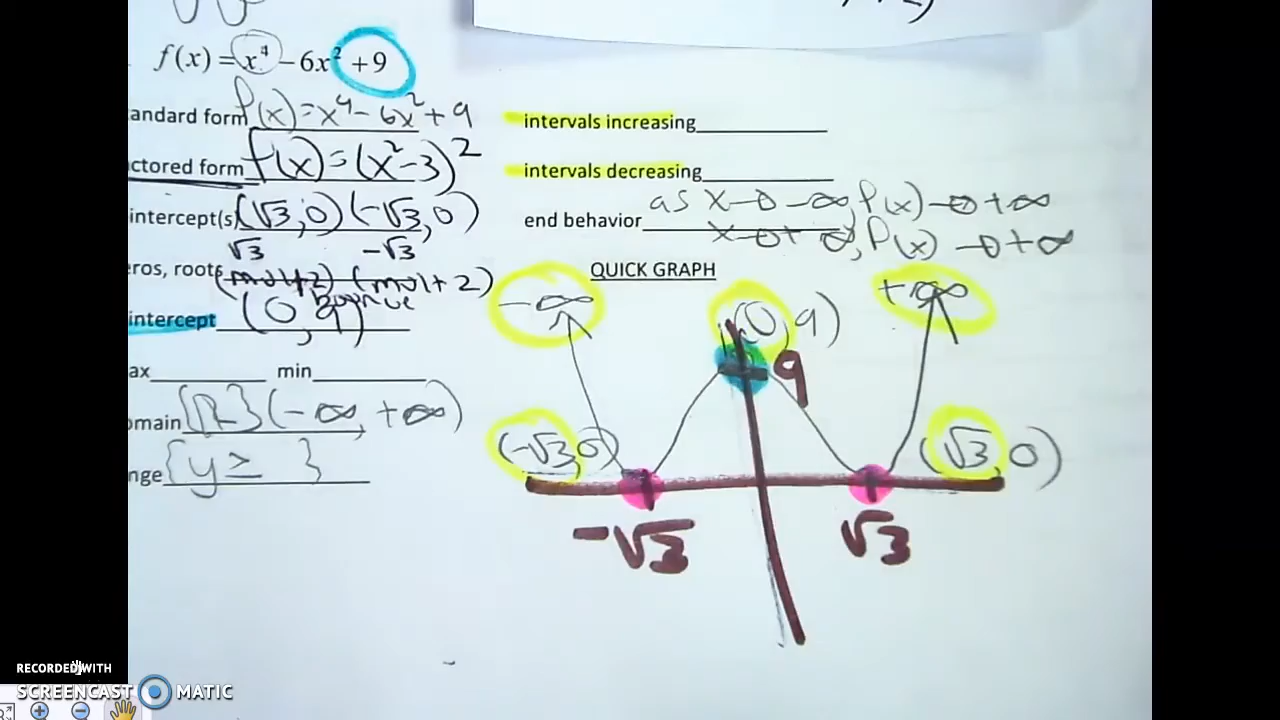 f(x) = x⁴ − 6x² + 9
andard form f(x) = x⁴ − 6x² + 9
ctored form f(x) = (x² − 3)²
intercept(s) (√3, 0) (−√3, 0)
√3 −√3
eros, roots (mult 2) (mult 2)
bounce
intercept (0, 9)
ax min
omain {R} (−∞, +∞)
nge {y ≥ }
intervals increasing
intervals decreasing
end behavior as x → −∞, f(x) → +∞
x → +∞, f(x) → +∞
QUICK GRAPH
−∞ (0, 9) +∞
9
(−√3, 0) (√3, 0)
−√3 √3
RECORDED WITH
SCREENCAST MATIC